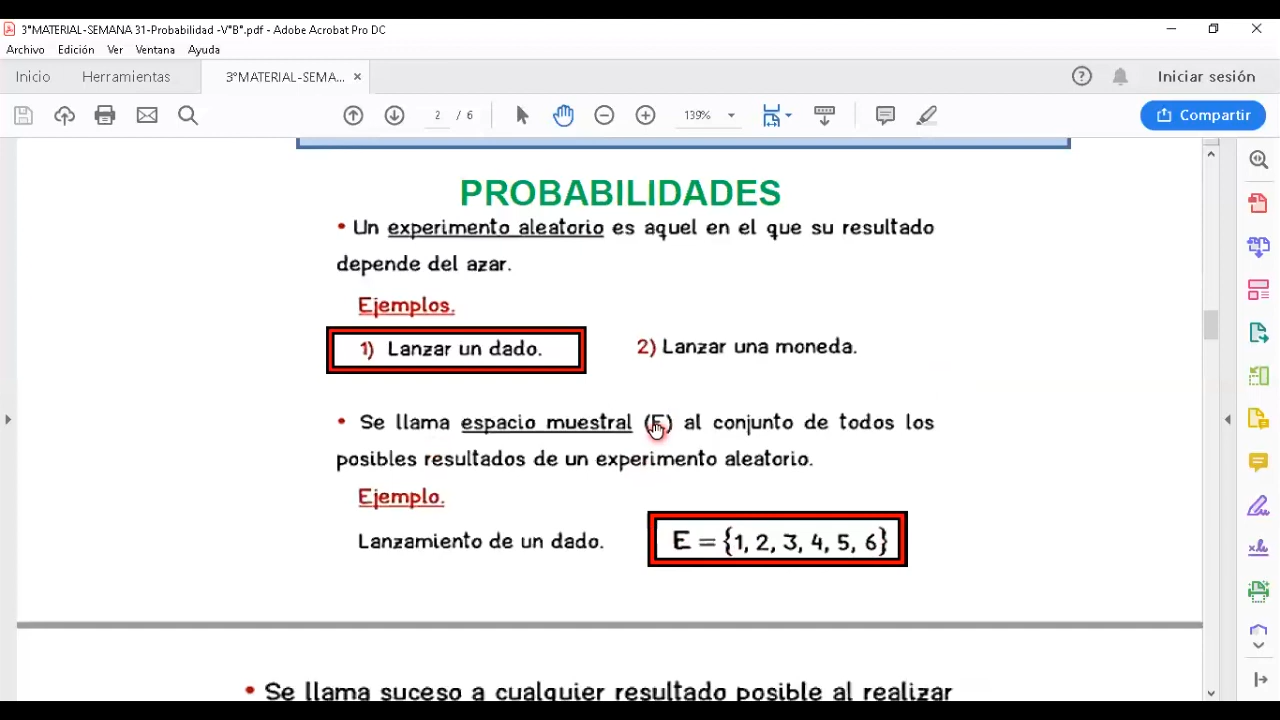 3°MATERIAL-SEMANA 31-Probabilidad -V°B°.pdf - Adobe Acrobat Pro DC
Archivo Edición Ver Ventana Ayuda
Inicio Herramientas 3°MATERIAL-SEMA... Iniciar sesión
2 / 6 139% Compartir
PROBABILIDADES
• Un experimento aleatorio es aquel en el que su resultado
depende del azar.
Ejemplos.
1) Lanzar un dado. 2) Lanzar una moneda.
• Se llama espacio muestral (E) al conjunto de todos los
posibles resultados de un experimento aleatorio.
Ejemplo.
Lanzamiento de un dado. E = {1, 2, 3, 4, 5, 6}
• Se llama suceso a cualquier resultado posible al realizar